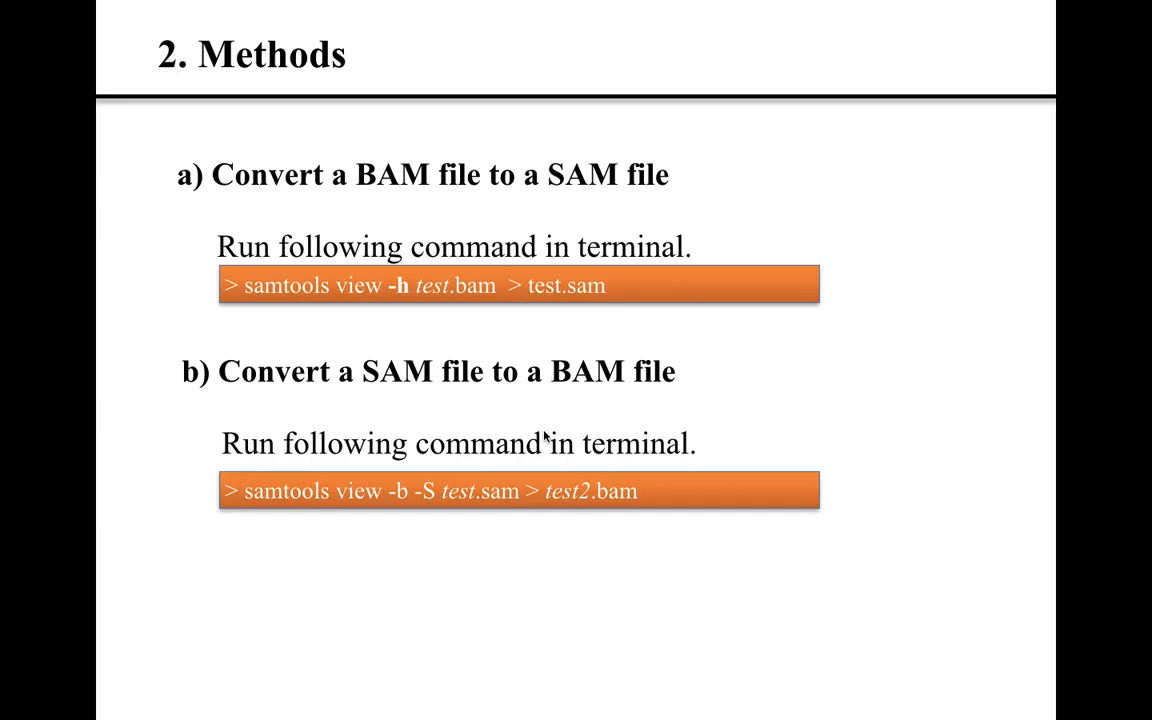 2. Methods
a) Convert a BAM file to a SAM file
Run following command in terminal.
> samtools view -h test.bam > test.sam
b) Convert a SAM file to a BAM file
Run following command in terminal.
> samtools view -b -S test.sam > test2.bam